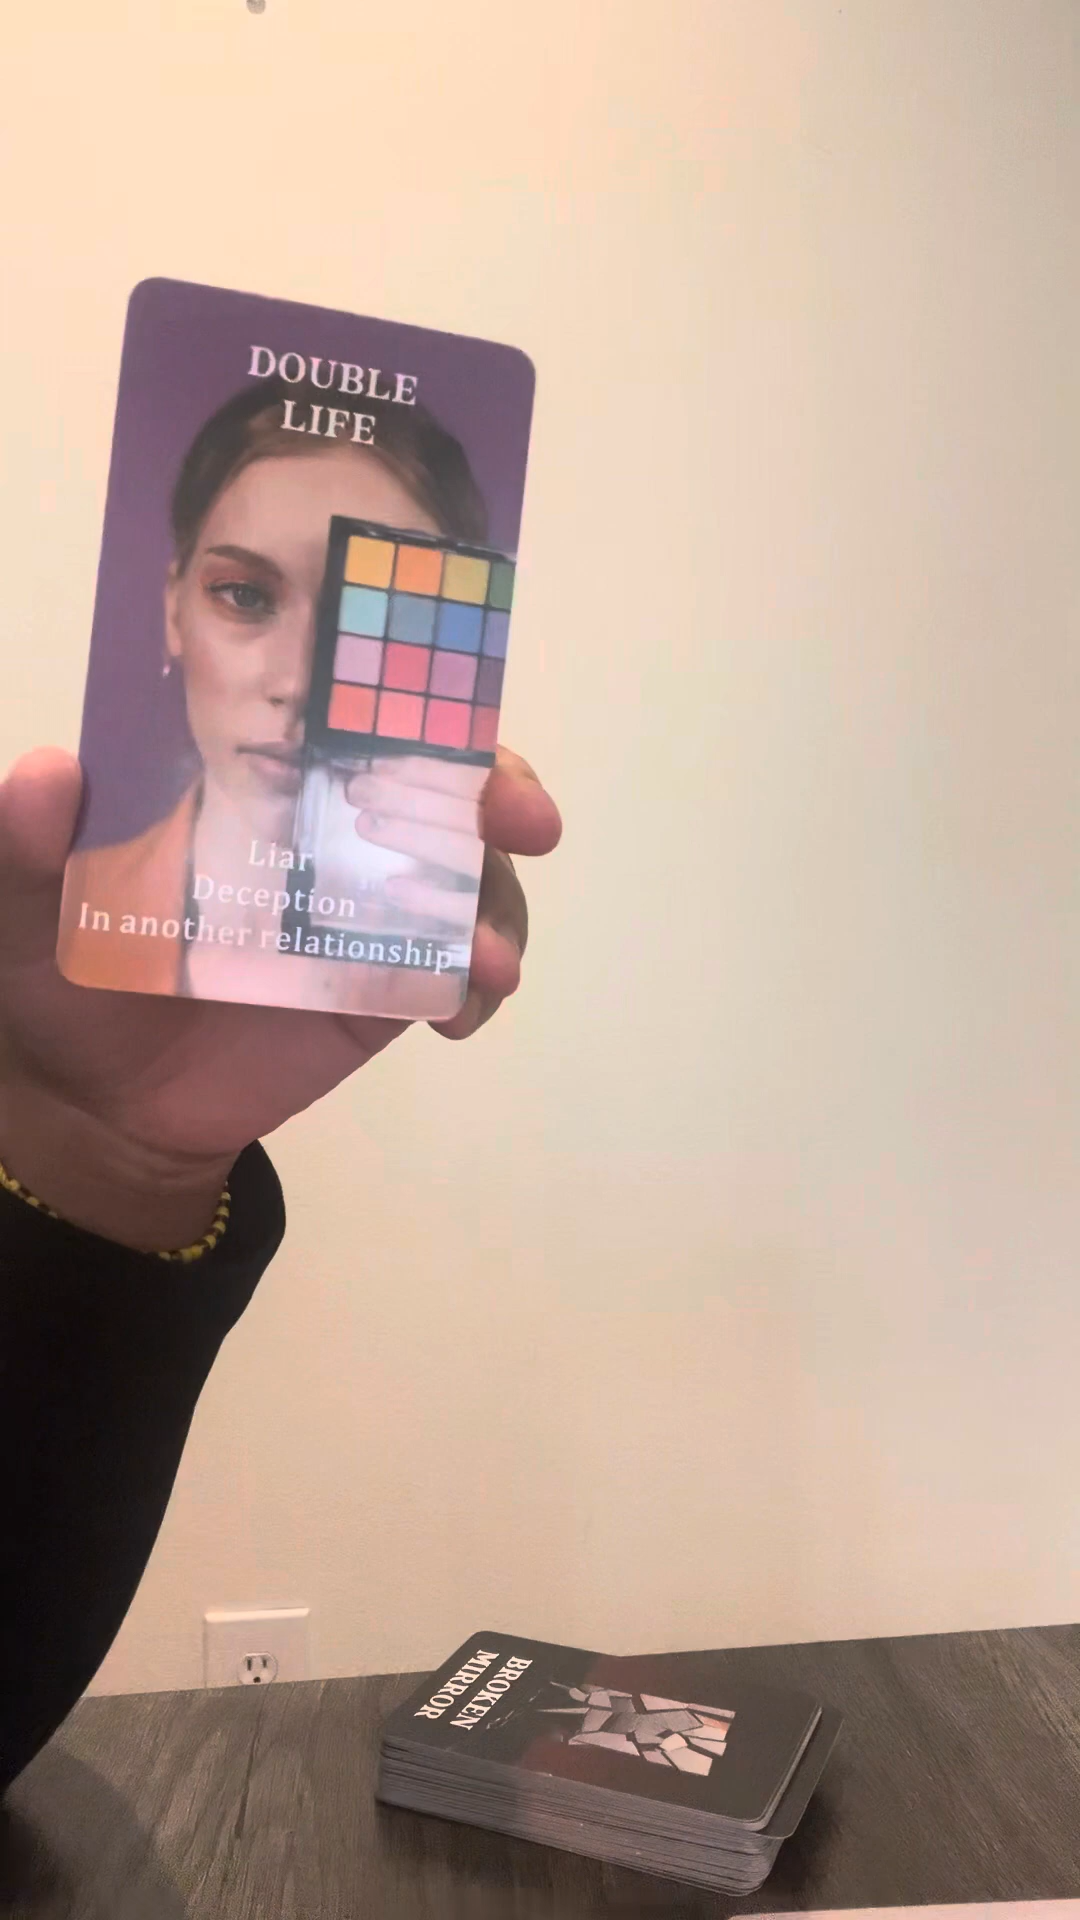 DOUBLE
LIFE
Liar
Deception
In another relationship
BROKEN
MIRROR